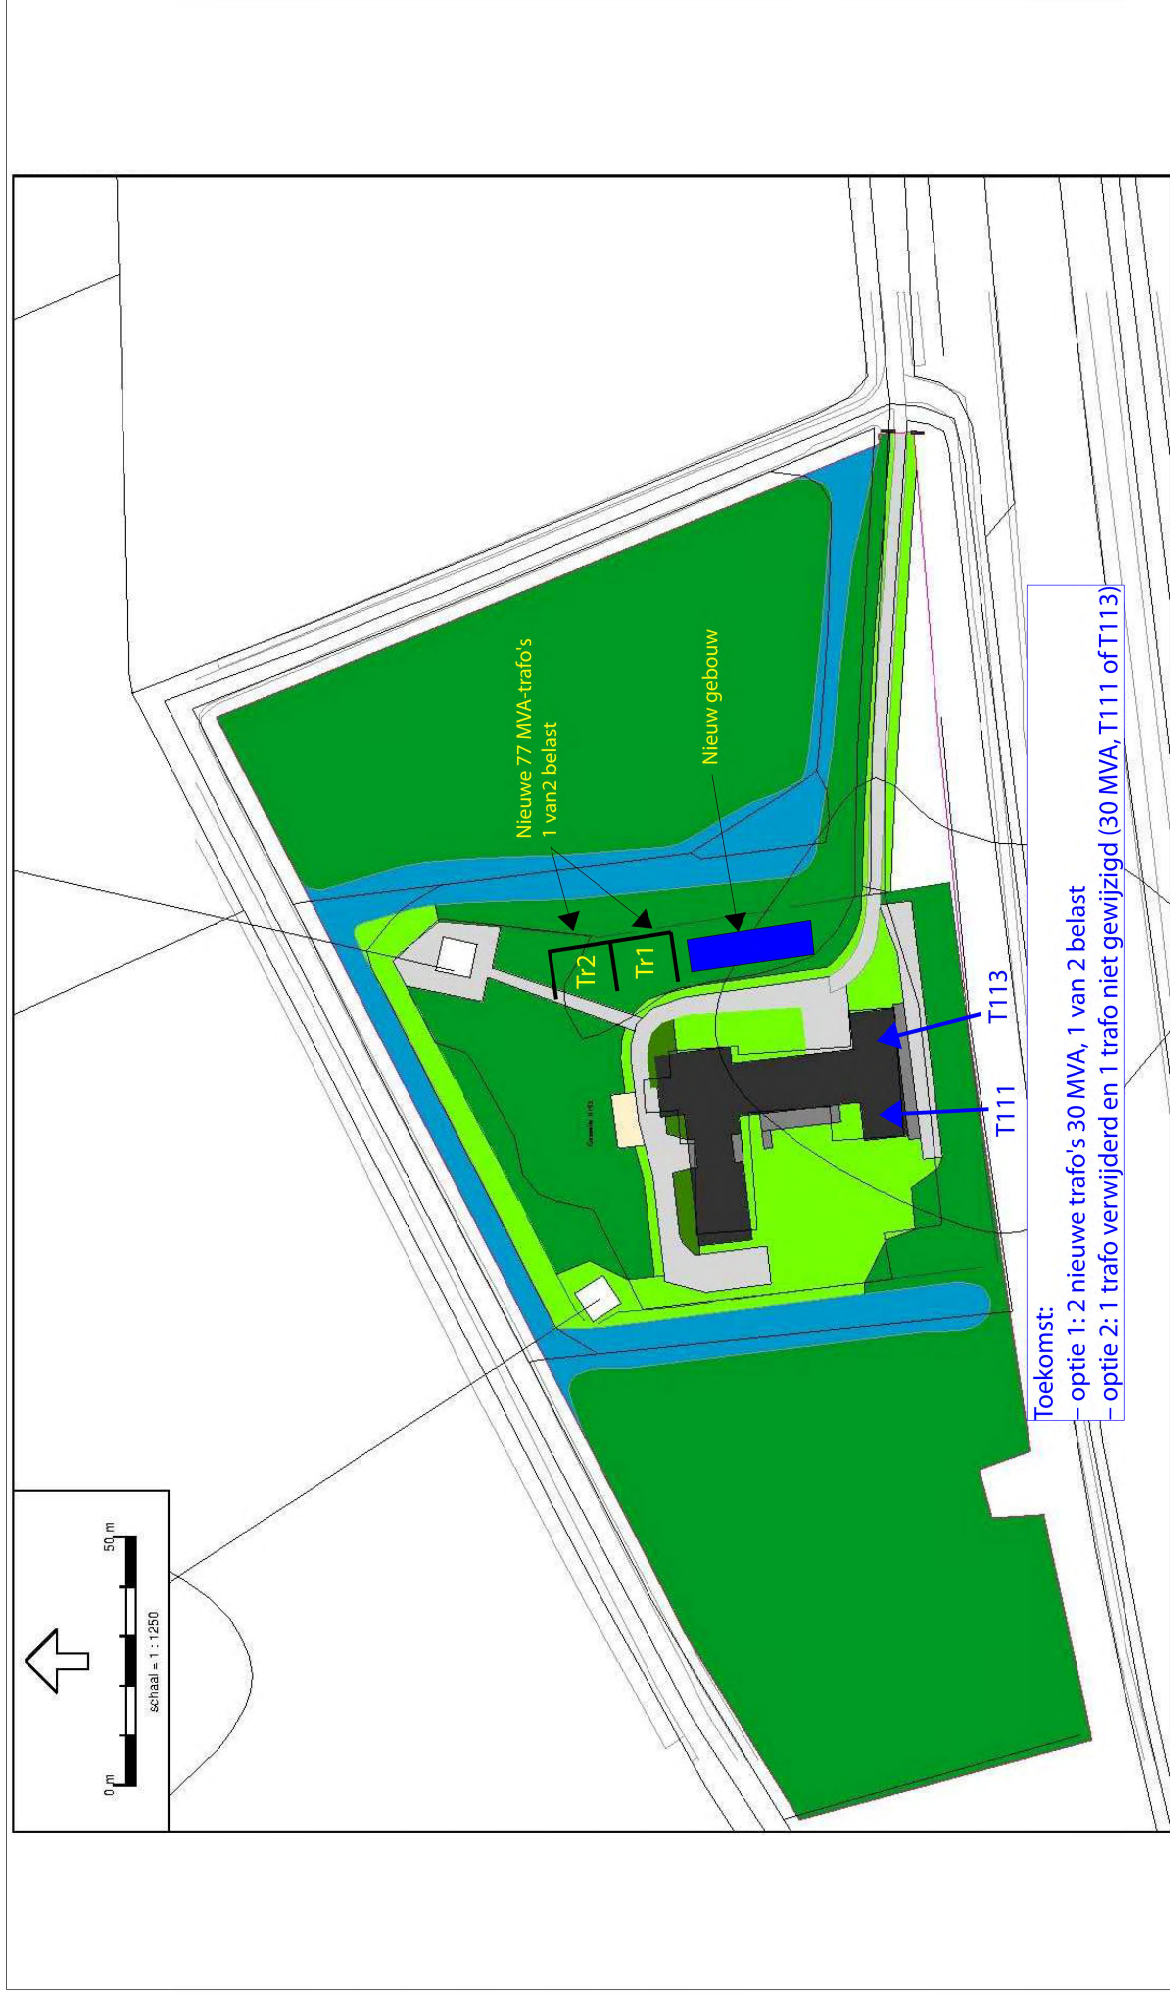 0 m
50 m
schaal = 1 : 1250
Nieuwe 77 MVA-trafo's
1 van2 belast
Nieuw gebouw
Tr2
Tr1
T111
T113
Toekomst:
– optie 1: 2 nieuwe trafo's 30 MVA, 1 van 2 belast
– optie 2: 1 trafo verwijderd en 1 trafo niet gewijzigd (30 MVA, T111 of T113)